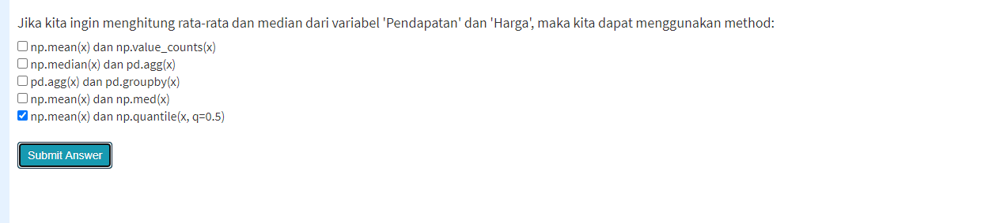 Jika kita ingin menghitung rata-rata dan median dari variabel 'Pendapatan' dan 'Harga', maka kita dapat menggunakan method:
np.mean(x) dan np.value_counts(x)
np.median(x) dan pd.agg(x)
pd.agg(x) dan pd.groupby(x)
np.mean(x) dan np.med(x)
np.mean(x) dan np.quantile(x, q=0.5)
Submit Answer